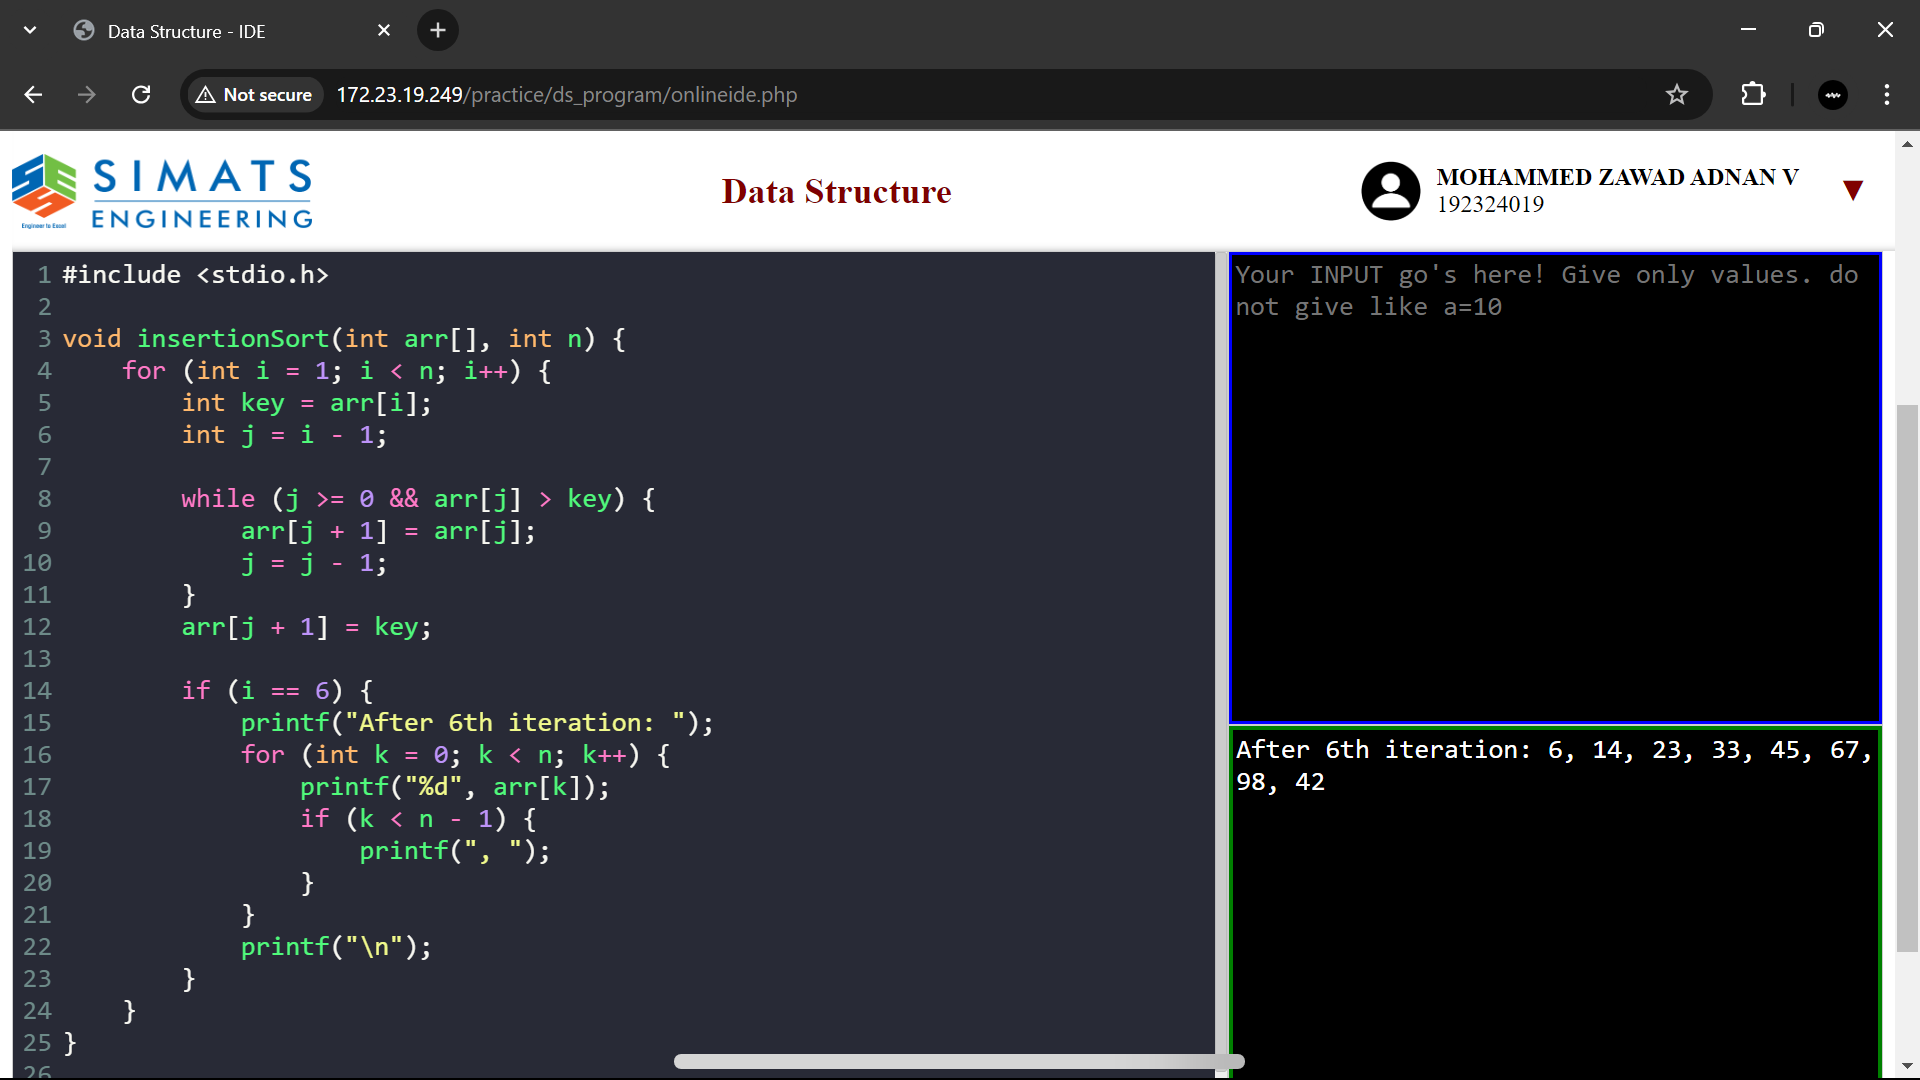 Data Structure - IDE
Not secure
172.23.19.249/practice/ds_program/onlineide.php
SIMATS
ENGINEERING
Engineer to Excel
Data Structure
MOHAMMED ZAWAD ADNAN V
192324019
1 #include <stdio.h>
2
3 void insertionSort(int arr[], int n) {
4     for (int i = 1; i < n; i++) {
5         int key = arr[i];
6         int j = i - 1;
7
8         while (j >= 0 && arr[j] > key) {
9             arr[j + 1] = arr[j];
10             j = j - 1;
11         }
12         arr[j + 1] = key;
13
14         if (i == 6) {
15             printf("After 6th iteration: ");
16             for (int k = 0; k < n; k++) {
17                 printf("%d", arr[k]);
18                 if (k < n - 1) {
19                     printf(", ");
20                 }
21             }
22             printf("\n");
23         }
24     }
25 }
26
Your INPUT go's here! Give only values. do
not give like a=10
After 6th iteration: 6, 14, 23, 33, 45, 67,
98, 42